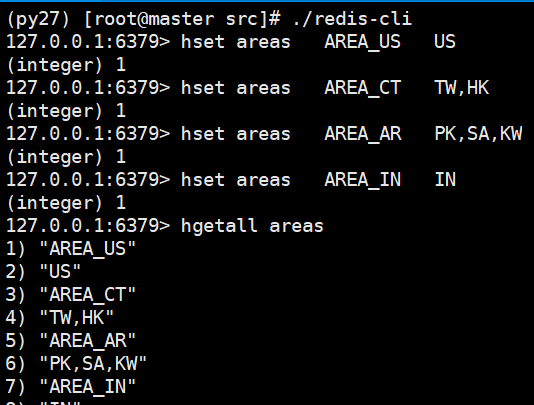 (py27) [root@master src]# ./redis-cli
127.0.0.1:6379> hset areas   AREA_US   US
(integer) 1
127.0.0.1:6379> hset areas   AREA_CT   TW,HK
(integer) 1
127.0.0.1:6379> hset areas   AREA_AR   PK,SA,KW
(integer) 1
127.0.0.1:6379> hset areas   AREA_IN   IN
(integer) 1
127.0.0.1:6379> hgetall areas
1) "AREA_US"
2) "US"
3) "AREA_CT"
4) "TW,HK"
5) "AREA_AR"
6) "PK,SA,KW"
7) "AREA_IN"
8) "IN"